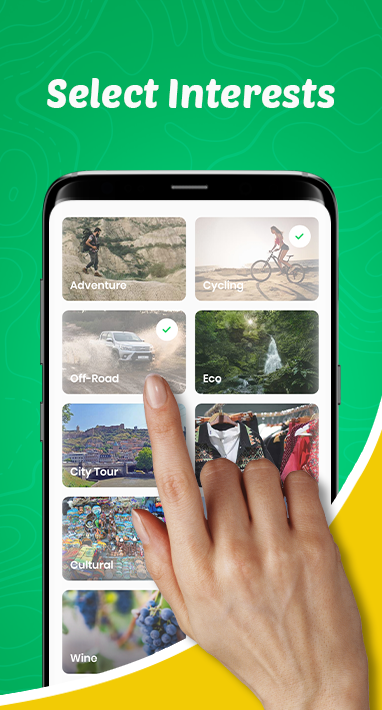 Select Interests
Adventure
Cycling
Off-Road
Eco
City Tour
Cultural
Wine